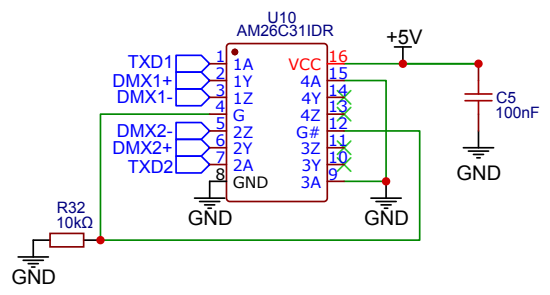 U10
AM26C31IDR
+5V
TXD1 1 1A VCC 16
DMX1+ 2 1Y 4A 15
DMX1- 3 1Z 4Y 14
4 G 4Z 13
DMX2- 5 2Z G# 12
DMX2+ 6 2Y 3Z 11
TXD2 7 2A 3Y 10
8 GND 3A 9
C5
100nF
GND
GND
GND
R32
10kΩ
GND